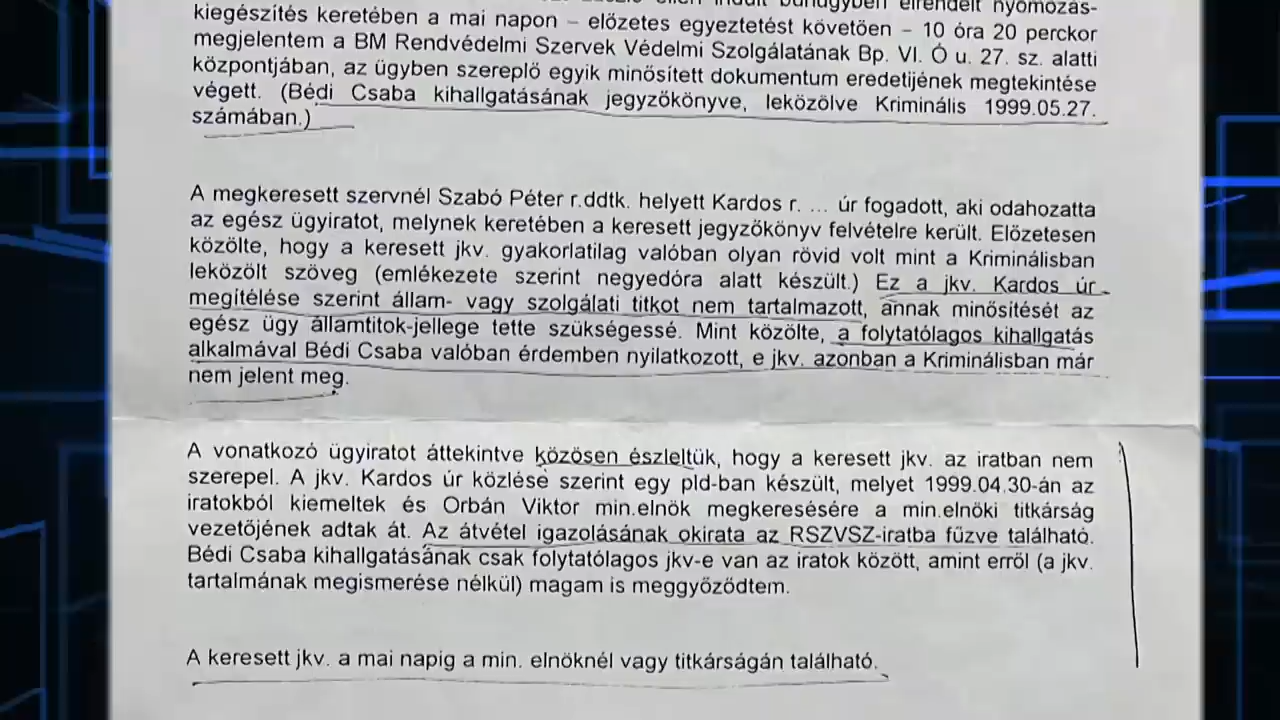 indult bűnügyben elrendelt nyomozás-
kiegészítés keretében a mai napon – előzetes egyeztetést követően – 10 óra 20 perckor
megjelentem a BM Rendvédelmi Szervek Védelmi Szolgálatának Bp. VI. Ó u. 27. sz. alatti
központjában, az ügyben szereplő egyik minősített dokumentum eredetijének megtekintése
végett. (Bédi Csaba kihallgatásának jegyzőkönyve, leközölve Kriminális 1999.05.27.
számában.)
A megkeresett szervnél Szabó Péter r.ddtk. helyett Kardos r. ... úr fogadott, aki odahozatta
az egész ügyiratot, melynek keretében a keresett jegyzőkönyv felvételre került. Előzetesen
közölte, hogy a keresett jkv. gyakorlatilag valóban olyan rövid volt mint a Kriminálisban
leközölt szöveg (emlékezete szerint negyedóra alatt készült.) Ez a jkv. Kardos úr
megítélése szerint állam- vagy szolgálati titkot nem tartalmazott, annak minősítését az
egész ügy államtitok-jellege tette szükségessé. Mint közölte, a folytatólagos kihallgatás
alkalmával Bédi Csaba valóban érdemben nyilatkozott, e jkv. azonban a Kriminálisban már
nem jelent meg.
A vonatkozó ügyiratot áttekintve közösen észleltük, hogy a keresett jkv. az iratban nem
szerepel. A jkv. Kardos úr közlése szerint egy pld-ban készült, melyet 1999.04.30-án az
iratokból kiemeltek és Orbán Viktor min.elnök megkeresésére a min.elnöki titkárság
vezetőjének adtak át. Az átvétel igazolásának okirata az RSZVSZ-iratba fűzve található.
Bédi Csaba kihallgatásának csak folytatólagos jkv-e van az iratok között, amint erről (a jkv.
tartalmának megismerése nélkül) magam is meggyőződtem.
A keresett jkv. a mai napig a min. elnöknél vagy titkárságán található.